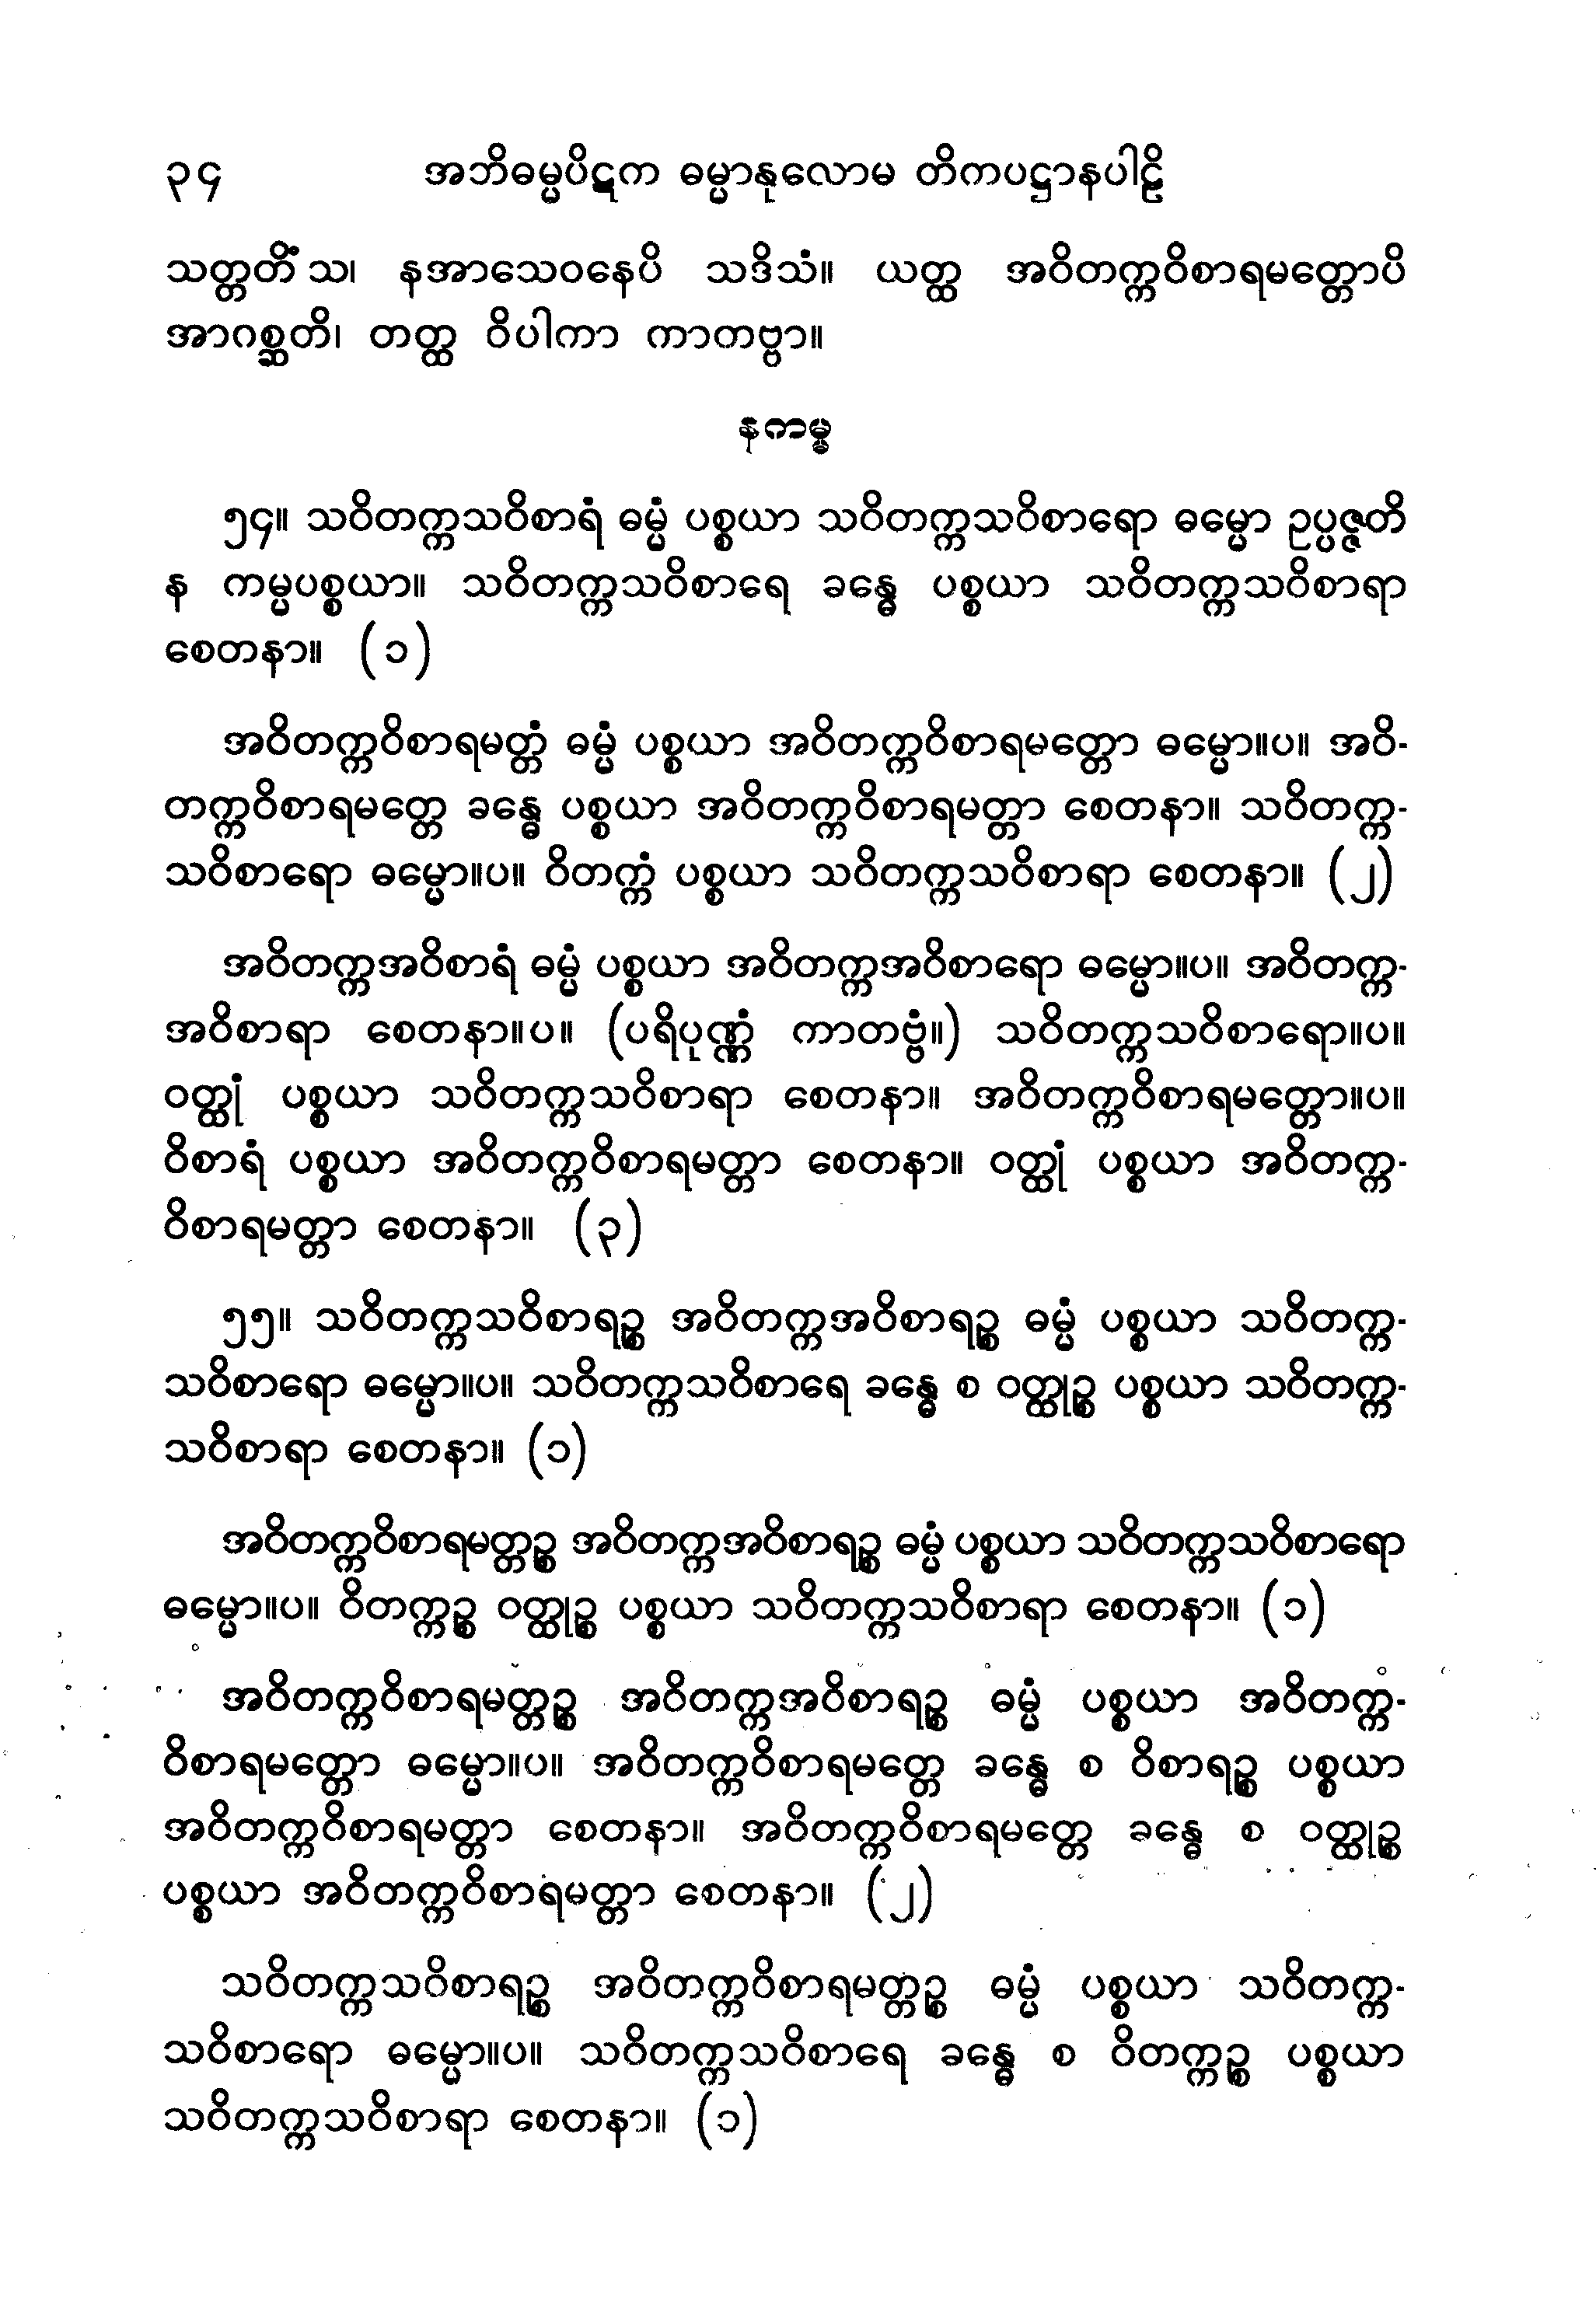 ၃၄ အဘိဓမ္မပိဋက ဓမ္မာနုလောမ တိကပဋ္ဌာနပါဠိ
သတ္တတိံ သ၊ နအာသေဝနေပိ သဒိသံ။ ယတ္ထ အဝိတက္ကဝိစာရမတ္တောပိ
အာဂစ္ဆတိ၊ တတ္ထ ဝိပါကာ ကာတဗ္ဗာ။
နကမ္မ
၅၄။ သဝိတက္ကသဝိစာရံ ဓမ္မံ ပစ္စယာ သဝိတက္ကသဝိစာရော ဓမ္မော ဥပ္ပဇ္ဇတိ
န ကမ္မပစ္စယာ။ သဝိတက္ကသဝိစာရေ ခန္ဓေ ပစ္စယာ သဝိတက္ကသဝိစာရာ
စေတနာ။ (၁)
အဝိတက္ကဝိစာရမတ္တံ ဓမ္မံ ပစ္စယာ အဝိတက္ကဝိစာရမတ္တော ဓမ္မော။ပ။ အဝိ-
တက္ကဝိစာရမတ္တေ ခန္ဓေ ပစ္စယာ အဝိတက္ကဝိစာရမတ္တာ စေတနာ။ သဝိတက္က-
သဝိစာရော ဓမ္မော။ပ။ ဝိတက္ကံ ပစ္စယာ သဝိတက္ကသဝိစာရာ စေတနာ။ (၂)
အဝိတက္ကအဝိစာရံ ဓမ္မံ ပစ္စယာ အဝိတက္ကအဝိစာရော ဓမ္မော။ပ။ အဝိတက္က-
အဝိစာရာ စေတနာ။ပ။ (ပရိပုဏ္ဏံ ကာတဗ္ဗံ။) သဝိတက္ကသဝိစာရော။ပ။
ဝတ္ထုံ ပစ္စယာ သဝိတက္ကသဝိစာရာ စေတနာ။ အဝိတက္ကဝိစာရမတ္တော။ပ။
ဝိစာရံ ပစ္စယာ အဝိတက္ကဝိစာရမတ္တာ စေတနာ။ ဝတ္ထုံ ပစ္စယာ အဝိတက္က-
ဝိစာရမတ္တာ စေတနာ။ (၃)
၅၅။ သဝိတက္ကသဝိစာရဉ္စ အဝိတက္ကအဝိစာရဉ္စ ဓမ္မံ ပစ္စယာ သဝိတက္က-
သဝိစာရော ဓမ္မော။ပ။ သဝိတက္ကသဝိစာရေ ခန္ဓေ စ ဝတ္ထုဉ္စ ပစ္စယာ သဝိတက္က-
သဝိစာရာ စေတနာ။ (၁)
အဝိတက္ကဝိစာရမတ္တဉ္စ အဝိတက္ကအဝိစာရဉ္စ ဓမ္မံ ပစ္စယာ သဝိတက္ကသဝိစာရော
ဓမ္မော။ပ။ ဝိတက္ကဉ္စ ဝတ္ထုဉ္စ ပစ္စယာ သဝိတက္ကသဝိစာရာ စေတနာ။ (၁)
အဝိတက္ကဝိစာရမတ္တဉ္စ အဝိတက္ကအဝိစာရဉ္စ ဓမ္မံ ပစ္စယာ အဝိတက္က-
ဝိစာရမတ္တော ဓမ္မော။ပ။ အဝိတက္ကဝိစာရမတ္တေ ခန္ဓေ စ ဝိစာရဉ္စ ပစ္စယာ
အဝိတက္ကဝိစာရမတ္တာ စေတနာ။ အဝိတက္ကဝိစာရမတ္တေ ခန္ဓေ စ ဝတ္ထုဉ္စ
ပစ္စယာ အဝိတက္ကဝိစာရမတ္တာ စေတနာ။ (၂)
သဝိတက္ကသဝိစာရဉ္စ အဝိတက္ကဝိစာရမတ္တဉ္စ ဓမ္မံ ပစ္စယာ သဝိတက္က-
သဝိစာရော ဓမ္မော။ပ။ သဝိတက္ကသဝိစာရေ ခန္ဓေ စ ဝိတက္ကဉ္စ ပစ္စယာ
သဝိတက္ကသဝိစာရာ စေတနာ။ (၁)